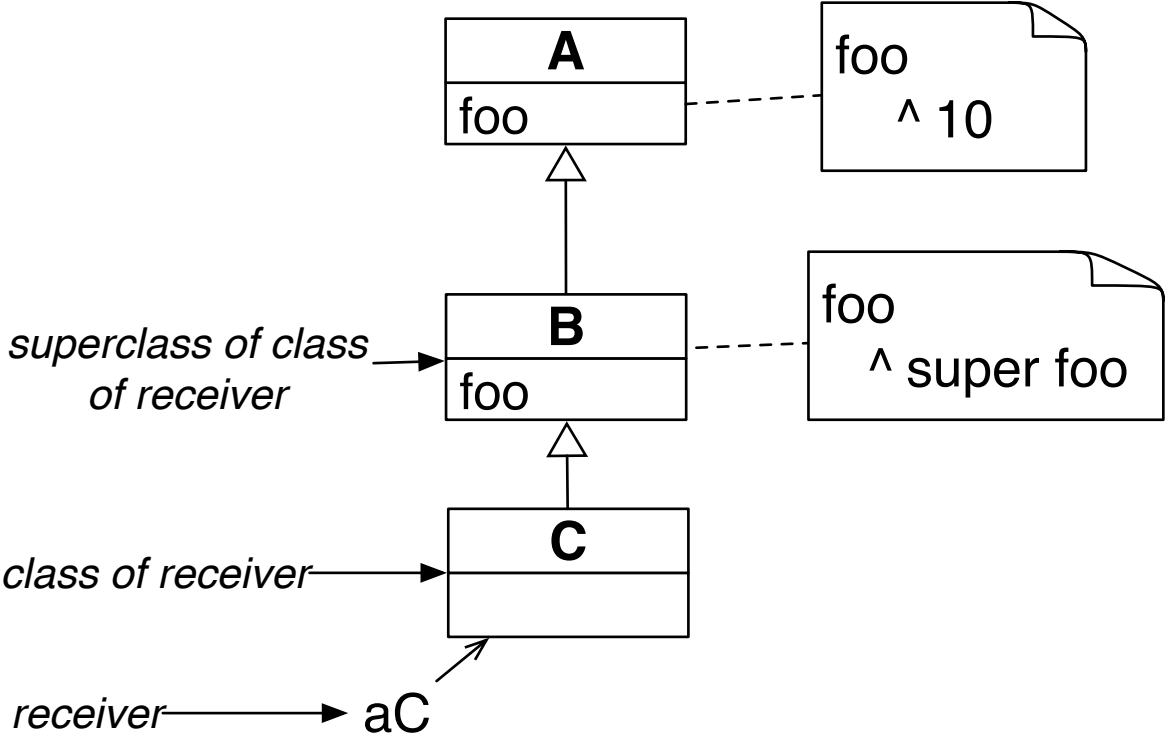 A
foo
foo
^ 10
superclass of class
of receiver
B
foo
foo
^ super foo
class of receiver
C
receiver
aC